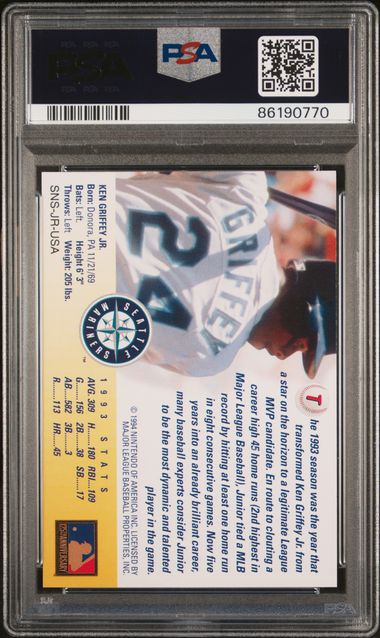 PSA
PSA
86190770
KEN GRIFFEY JR.
Born: Donora, PA 11/21/69
Bats: Left Height 6' 3"
Throws: Left Weight: 205 lbs.
SNS-JR-USA
GRIFFEY
24
SEATTLE
MARINERS
™
The 1993 season was the year that
transformed Ken Griffey Jr. from
a star on the horizon to a legitimate League
MVP candidate. En route to clouting a
career high 45 home runs (2nd highest in
Major League Baseball), Junior tied a MLB
record by hitting at least one home run
in eight consecutive games. Now five
years into an already brilliant career,
many baseball experts consider Junior
to be the most dynamic and talented
player in the game.
1993 STATS
AVG..309 H.......180 RBI....109
G......156 2B.....38 SB......17
AB....582 3B......3
R......113 HR.....45
© 1994 NINTENDO OF AMERICA INC. LICENSED BY
MAJOR LEAGUE BASEBALL PROPERTIES, INC.
125th ANNIVERSARY